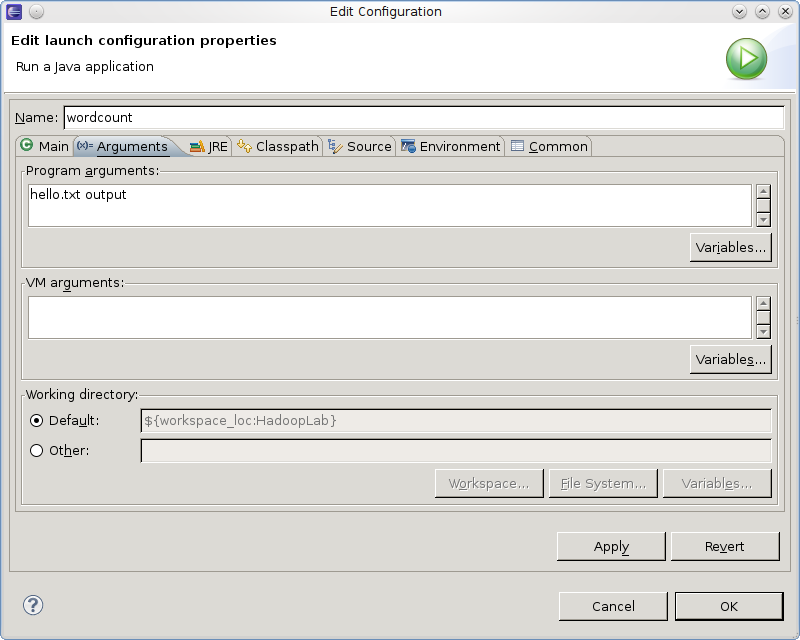 Edit Configuration
Edit launch configuration properties
Run a Java application
Name: wordcount
Main (x)= Arguments JRE Classpath Source Environment Common
Program arguments:
hello.txt output
Variables...
VM arguments:
Variables...
Working directory:
Default: ${workspace_loc:HadoopLab}
Other:
Workspace... File System... Variables...
Apply Revert
? Cancel OK